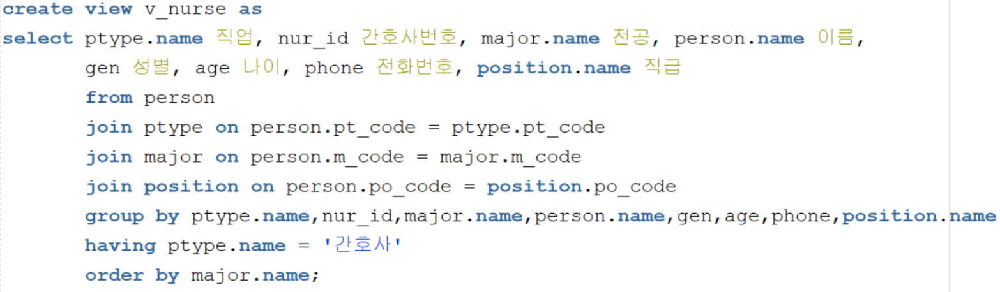 create view v_nurse as
select ptype.name 직업, nur_id 간호사번호, major.name 전공, person.name 이름,
gen 성별, age 나이, phone 전화번호, position.name 직급
from person
join ptype on person.pt_code = ptype.pt_code
join major on person.m_code = major.m_code
join position on person.po_code = position.po_code
group by ptype.name,nur_id,major.name,person.name,gen,age,phone,position.name
having ptype.name = '간호사'
order by major.name;